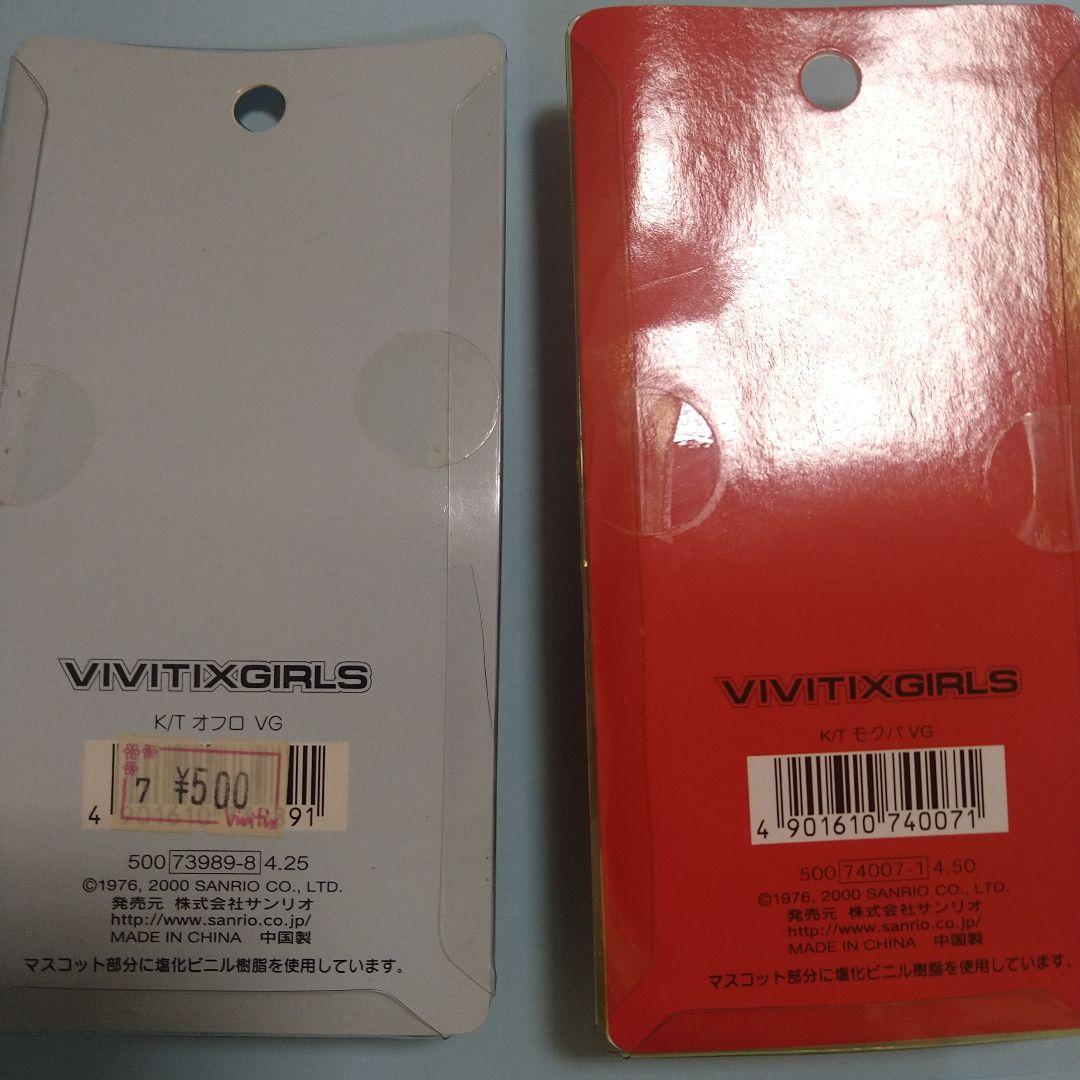 VIVITIXGIRLS
K/T オフロ VG
7 ¥500
Vivitix
4 901610 391
500 73989-8 4.25
©1976, 2000 SANRIO CO., LTD.
発売元 株式会社サンリオ
http://www.sanrio.co.jp/
MADE IN CHINA 中国製
マスコット部分に塩化ビニル樹脂を使用しています。
VIVITIXGIRLS
K/T モクバ VG
4 901610 740071
500 74007-1 4.50
©1976, 2000 SANRIO CO., LTD.
発売元 株式会社サンリオ
http://www.sanrio.co.jp/
MADE IN CHINA 中国製
マスコット部分に塩化ビニル樹脂を使用しています。